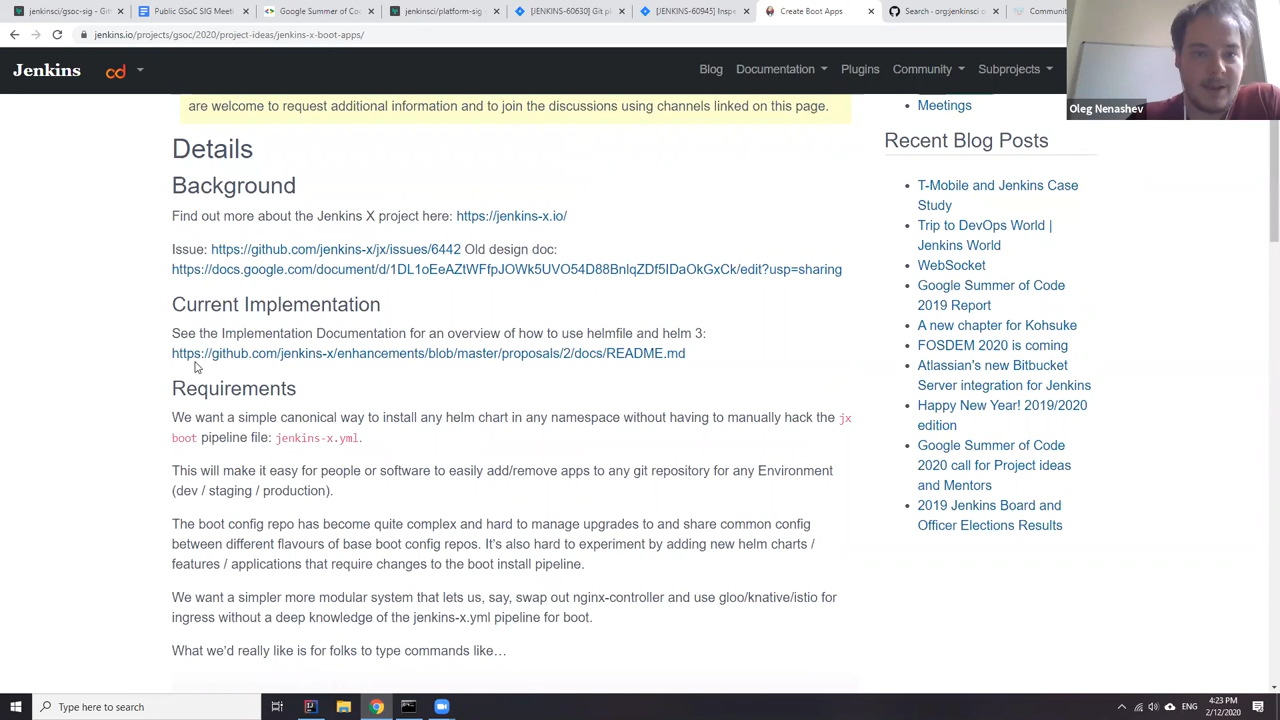 jenkinsci/gsoc-sig - Gitter
Public GSoC SIG Meeti
Google Summer of Code
jenkinsci/platform-sig
[JENKINS-60630] Git pl
[JENKINS-60945] Inspe
Create Boot Apps
Search · org:jenkinsci d
Commun
jenkins.io/projects/gsoc/2020/project-ideas/jenkins-x-boot-apps/
Jenkins
cd
Blog Documentation Plugins Community Subprojects
Oleg Nenashev
are welcome to request additional information and to join the discussions using channels linked on this page.
Details
Background
Find out more about the Jenkins X project here: https://jenkins-x.io/
Issue: https://github.com/jenkins-x/jx/issues/6442 Old design doc:
https://docs.google.com/document/d/1DL1oEeAZtWFfpJOWk5UVO54D88BnlqZDf5IDaOkGxCk/edit?usp=sharing
Current Implementation
See the Implementation Documentation for an overview of how to use helmfile and helm 3:
https://github.com/jenkins-x/enhancements/blob/master/proposals/2/docs/README.md
Requirements
We want a simple canonical way to install any helm chart in any namespace without having to manually hack the jx
boot pipeline file: jenkins-x.yml.
This will make it easy for people or software to easily add/remove apps to any git repository for any Environment
(dev / staging / production).
The boot config repo has become quite complex and hard to manage upgrades to and share common config
between different flavours of base boot config repos. It's also hard to experiment by adding new helm charts /
features / applications that require changes to the boot install pipeline.
We want a simpler more modular system that lets us, say, swap out nginx-controller and use gloo/knative/istio for
ingress without a deep knowledge of the jenkins-x.yml pipeline for boot.
What we'd really like is for folks to type commands like…
Meetings
Recent Blog Posts
T-Mobile and Jenkins Case
Study
Trip to DevOps World |
Jenkins World
WebSocket
Google Summer of Code
2019 Report
A new chapter for Kohsuke
FOSDEM 2020 is coming
Atlassian's new Bitbucket
Server integration for Jenkins
Happy New Year! 2019/2020
edition
Google Summer of Code
2020 call for Project ideas
and Mentors
2019 Jenkins Board and
Officer Elections Results
Type here to search
ENG
4:23 PM
2/12/2020